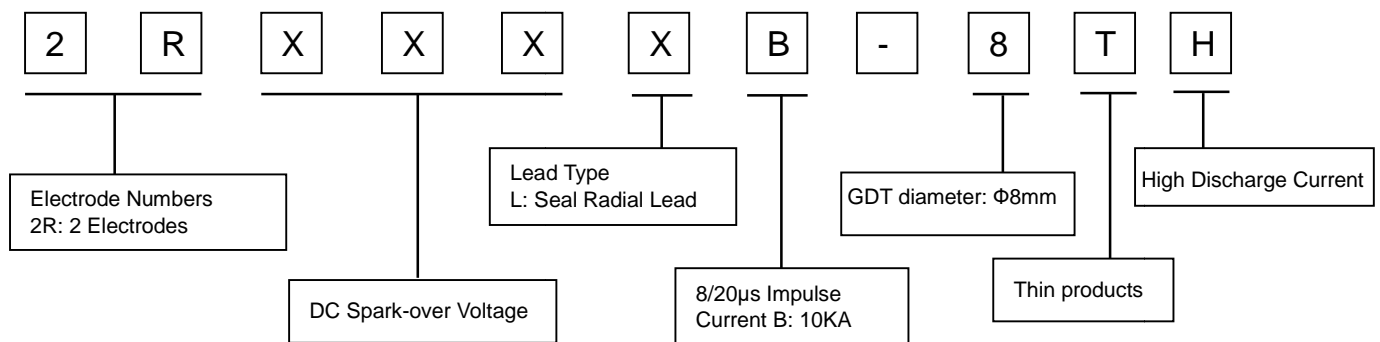 2 R X X X X B - 8 T H
Electrode Numbers
2R: 2 Electrodes
DC Spark-over Voltage
Lead Type
L: Seal Radial Lead
8/20μs Impulse
Current B: 10KA
GDT diameter: Φ8mm
Thin products
High Discharge Current